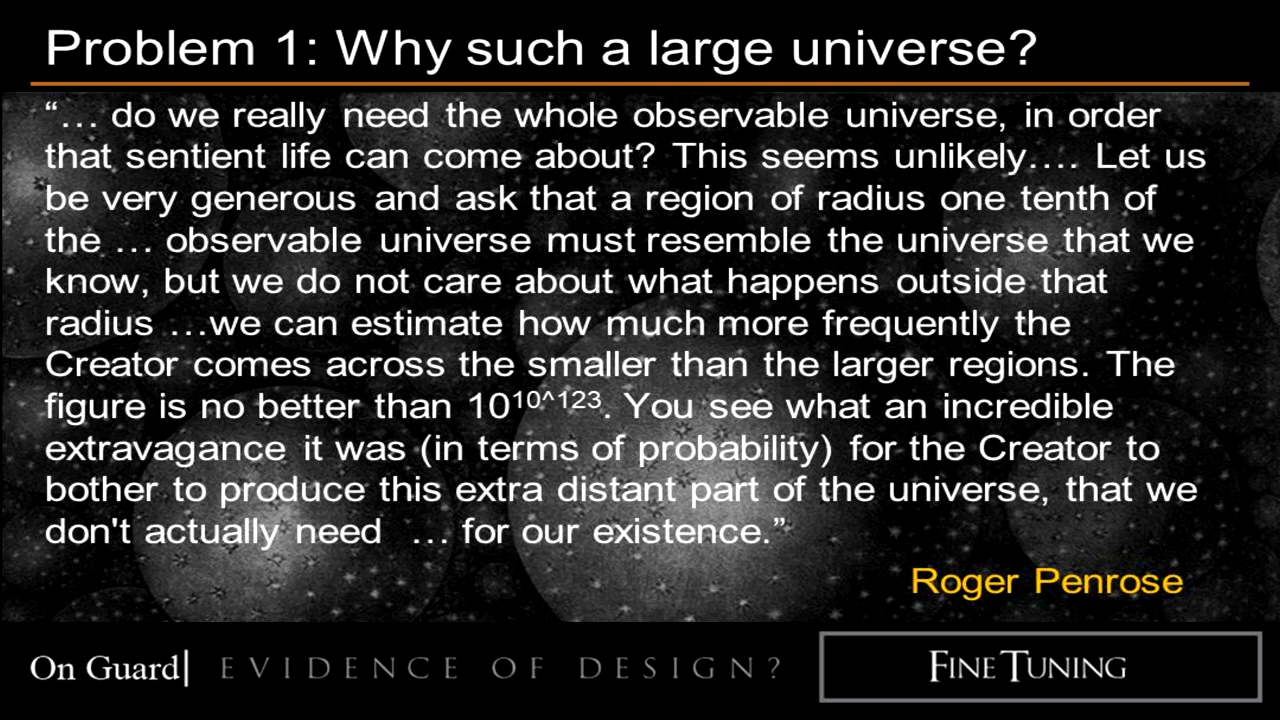 Problem 1: Why such a large universe?
“… do we really need the whole observable universe, in order
that sentient life can come about? This seems unlikely…. Let us
be very generous and ask that a region of radius one tenth of
the … observable universe must resemble the universe that we
know, but we do not care about what happens outside that
radius …we can estimate how much more frequently the
Creator comes across the smaller than the larger regions. The
figure is no better than 10^10^123. You see what an incredible
extravagance it was (in terms of probability) for the Creator to
bother to produce this extra distant part of the universe, that we
don't actually need … for our existence.”
Roger Penrose
On Guard| EVIDENCE OF DESIGN?
FINE TUNING